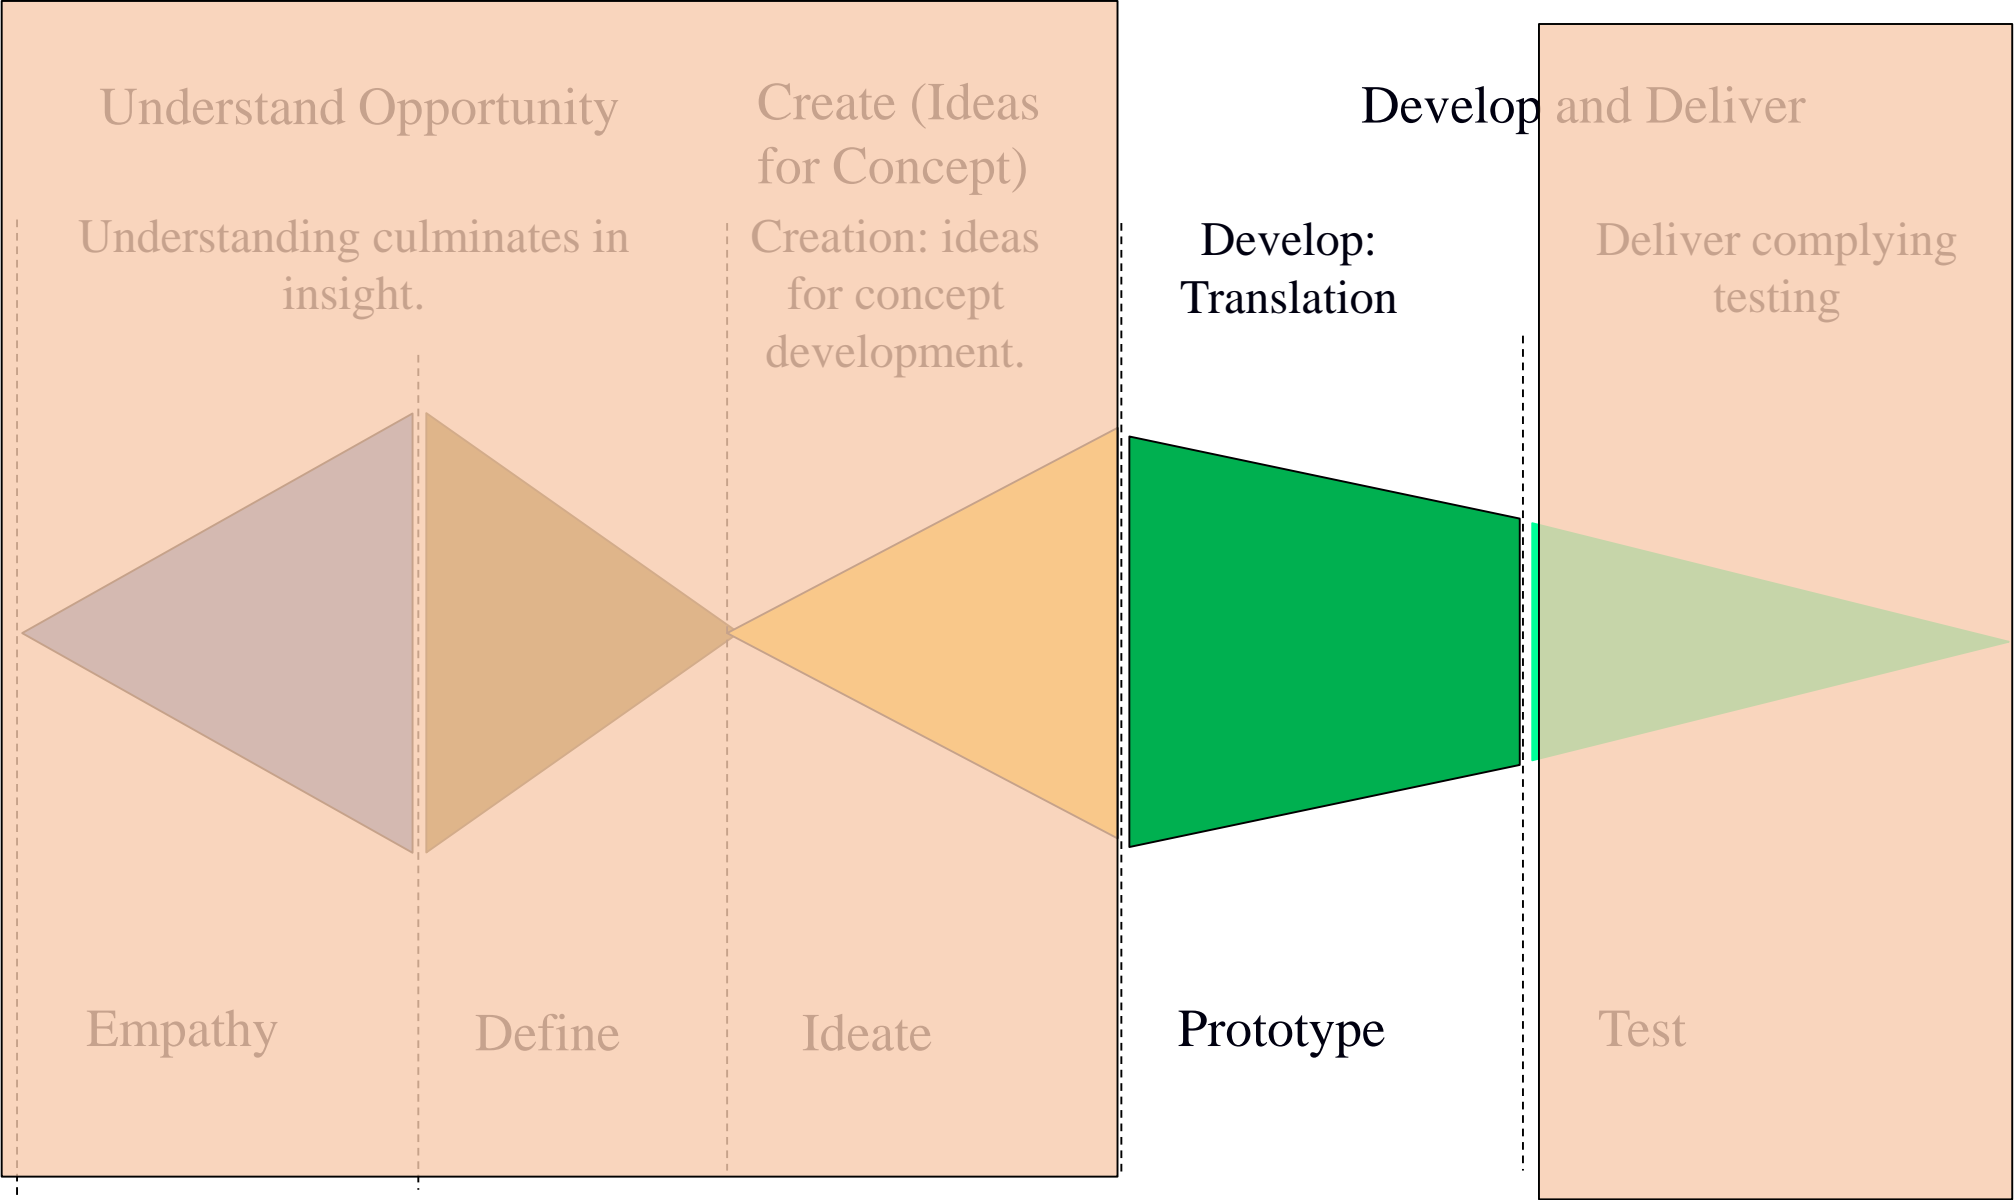 Understand Opportunity
Create (Ideas
for Concept)
Develop and Deliver
Understanding culminates in
insight.
Creation: ideas
for concept
development.
Develop:
Translation
Deliver complying
testing
Empathy
Define
Ideate
Prototype
Test